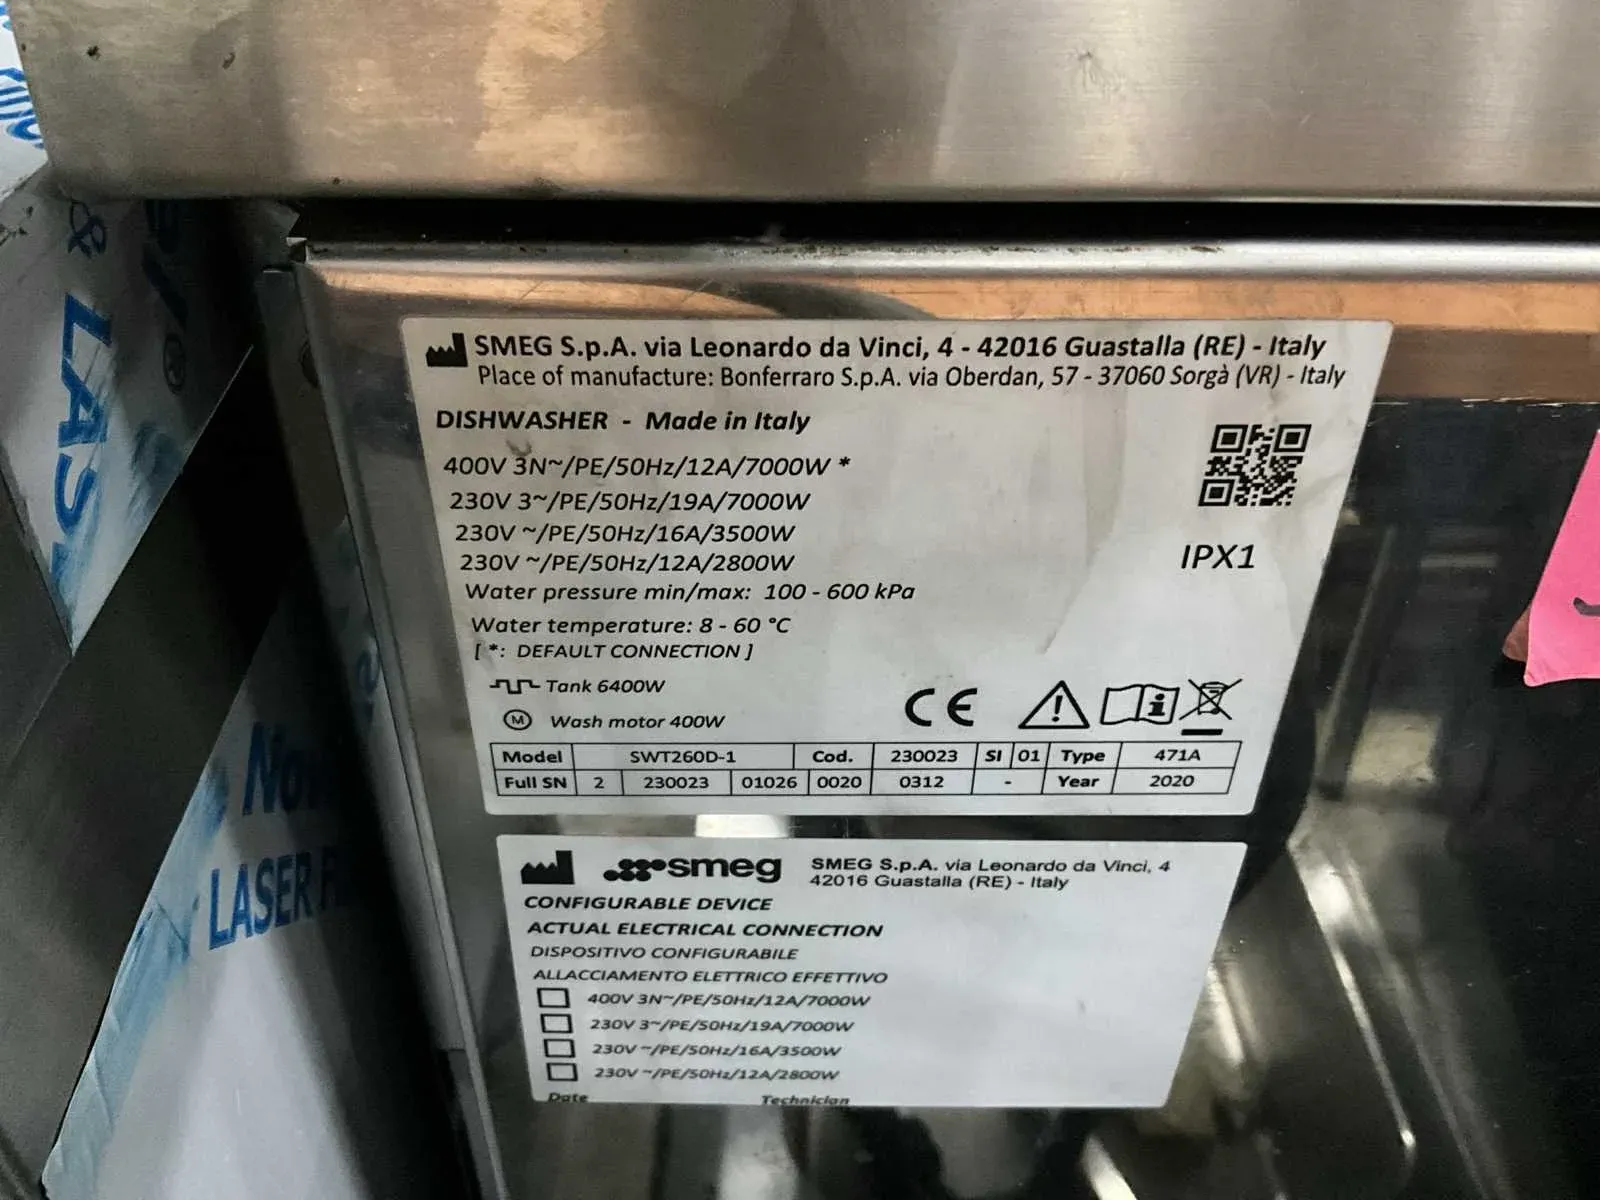 SMEG S.p.A. via Leonardo da Vinci, 4 - 42016 Guastalla (RE) - Italy
Place of manufacture: Bonferraro S.p.A. via Oberdan, 57 - 37060 Sorgà (VR) - Italy
DISHWASHER - Made in Italy
400V 3N~/PE/50Hz/12A/7000W *
230V 3~/PE/50Hz/19A/7000W
230V ~/PE/50Hz/16A/3500W
230V ~/PE/50Hz/12A/2800W
IPX1
Water pressure min/max: 100 - 600 kPa
Water temperature: 8 - 60 °C
[ *: DEFAULT CONNECTION ]
Tank 6400W
M Wash motor 400W
CE
Model SWT260D-1 Cod. 230023 SI 01 Type 471A
Full SN 2 230023 01026 0020 0312 - Year 2020
smeg SMEG S.p.A. via Leonardo da Vinci, 4
42016 Guastalla (RE) - Italy
CONFIGURABLE DEVICE
ACTUAL ELECTRICAL CONNECTION
DISPOSITIVO CONFIGURABILE
ALLACCIAMENTO ELETTRICO EFFETTIVO
400V 3N~/PE/50Hz/12A/7000W
230V 3~/PE/50Hz/19A/7000W
230V ~/PE/50Hz/16A/3500W
230V ~/PE/50Hz/12A/2800W
Date Technician
& 
LAS
LASER